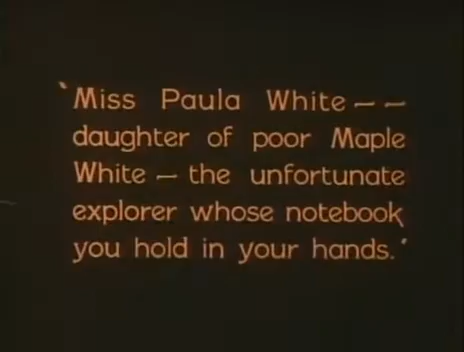 'Miss Paula White — —
daughter of poor Maple
White — the unfortunate
explorer whose notebook
you hold in your hands.'